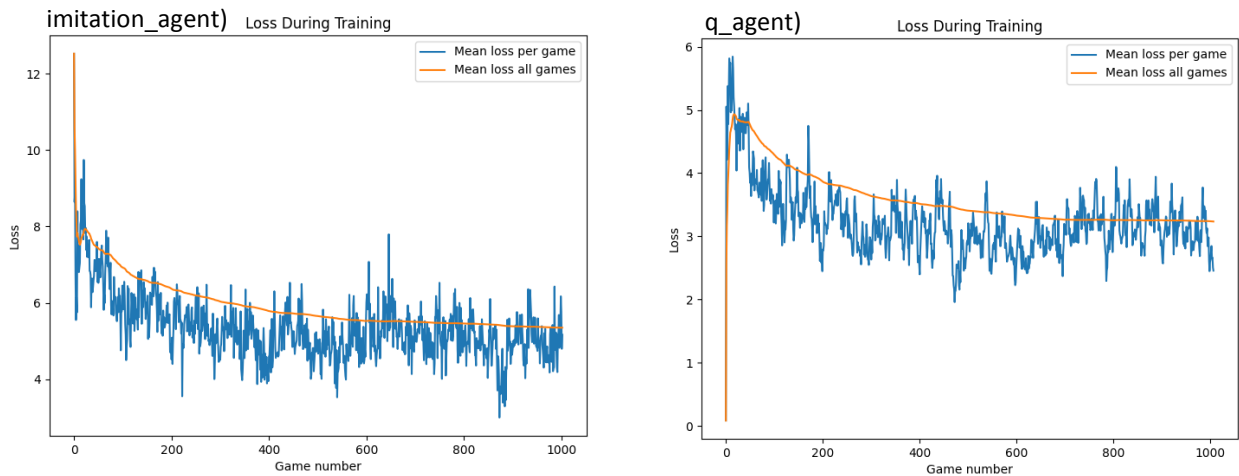 imitation_agent)
Loss During Training
Mean loss per game
Mean loss all games
12
10
8
6
4
Loss
0
200
400
600
800
1000
Game number
q_agent)
Loss During Training
Mean loss per game
Mean loss all games
6
5
4
3
2
1
0
Loss
0
200
400
600
800
1000
Game number